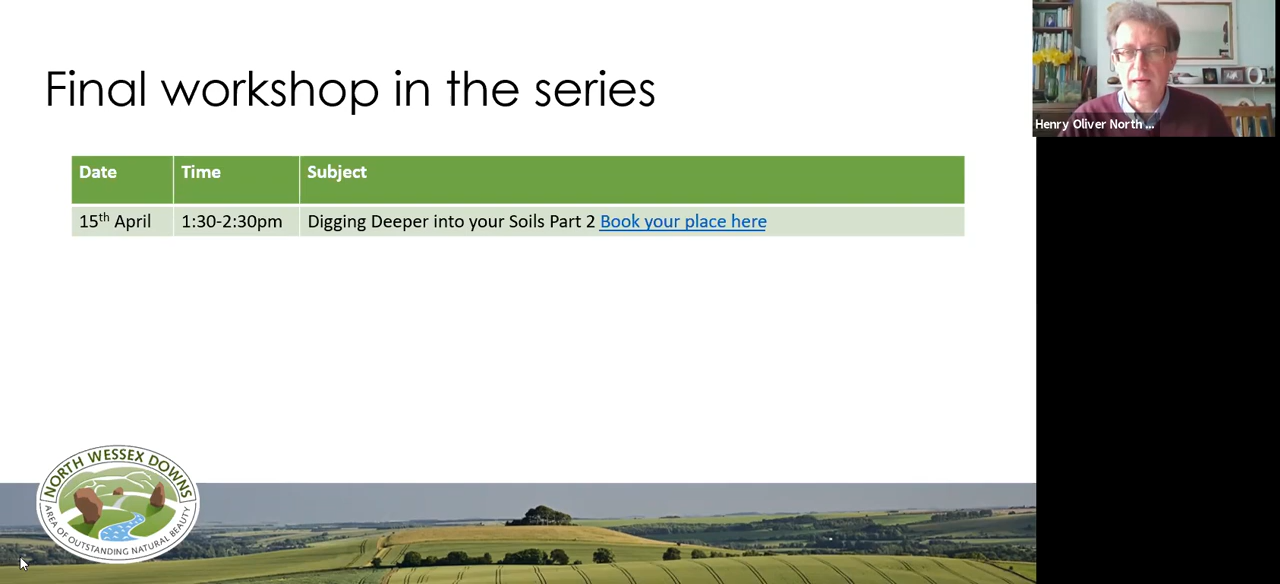 Final workshop in the series
Henry Oliver North ...
Date Time Subject
15th April 1:30-2:30pm Digging Deeper into your Soils Part 2 Book your place here
NORTH WESSEX DOWNS
AREA OF OUTSTANDING NATURAL BEAUTY